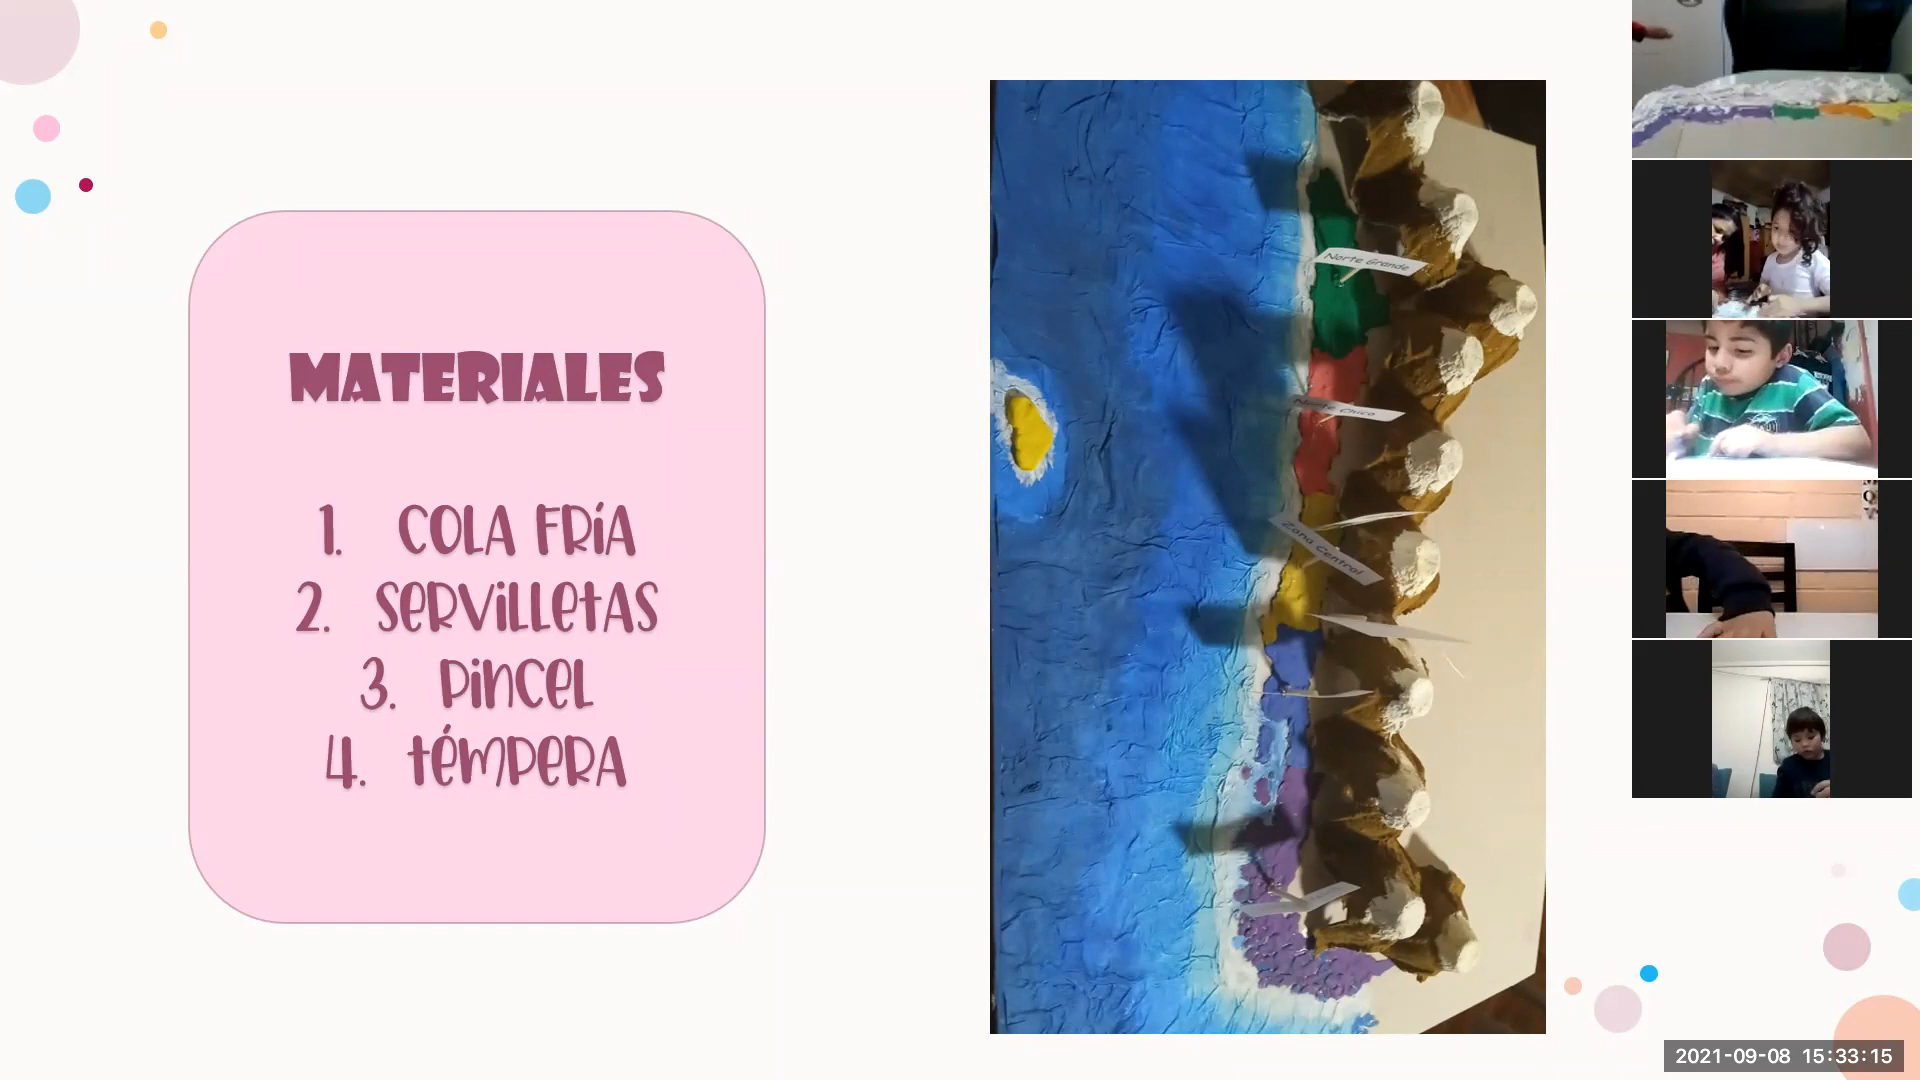 MATERIALES
1. COLA FRÍA
2. SERVILLETAS
3. PINCEL
4. TÉMPERA
Norte Grande
Norte Chico
Zona Central
2021-09-08 15:33:15